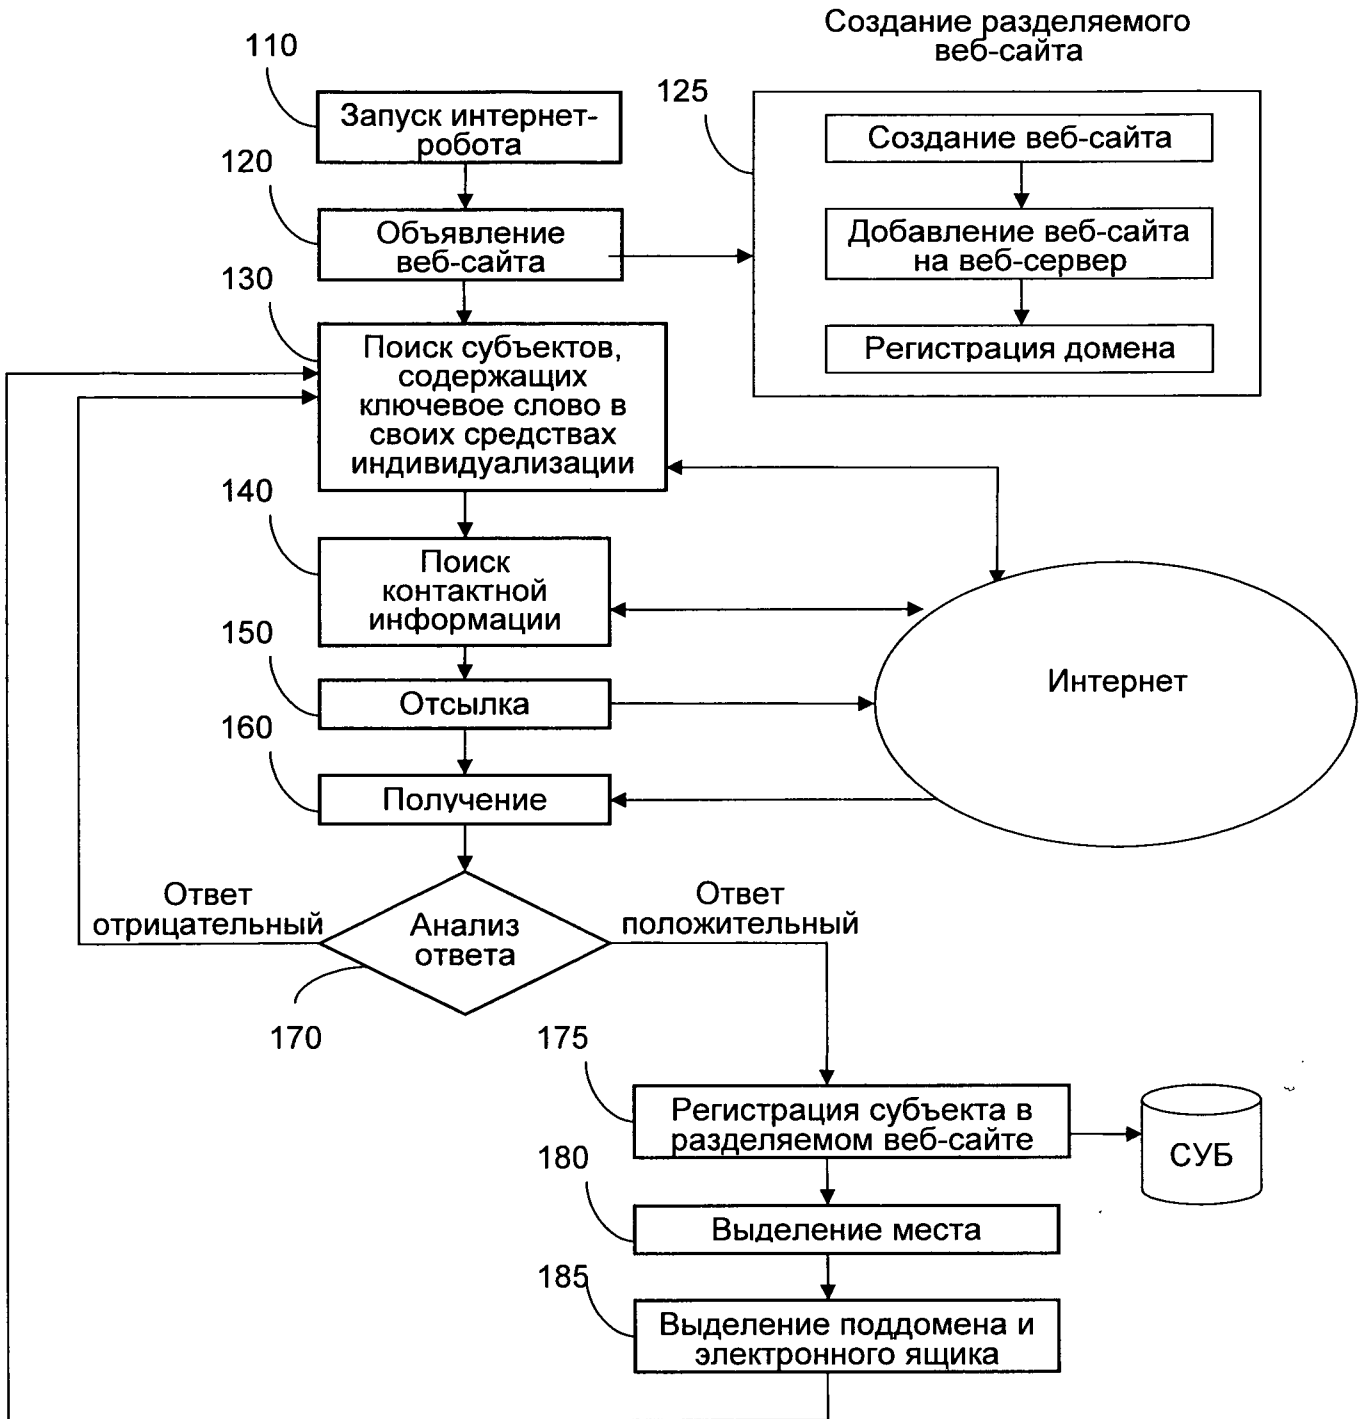 Создание разделяемого
веб-сайта
110
Запуск интернет-
робота
125
Создание веб-сайта
120
Объявление
веб-сайта
Добавление веб-сайта
на веб-сервер
130
Регистрация домена
Поиск субъектов,
содержащих
ключевое слово в
своих средствах
индивидуализации
140
Поиск
контактной
информации
150
Интернет
Отсылка
160
Получение
Ответ
отрицательный
Анализ
ответа
Ответ
положительный
170
175
Регистрация субъекта в
разделяемом веб-сайте
СУБ
180
Выделение места
185
Выделение поддомена и
электронного ящика